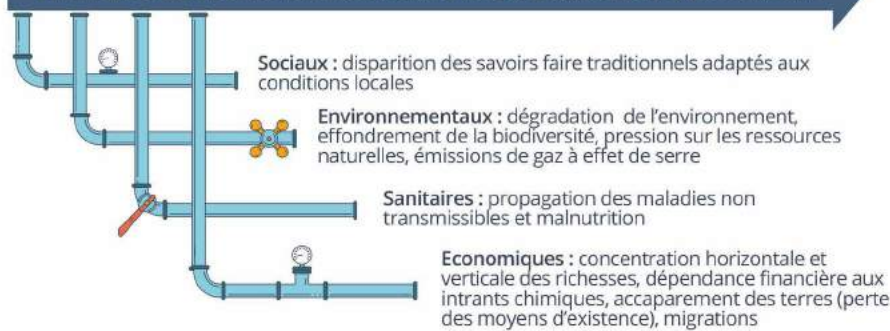 Sociaux : disparition des savoirs faire traditionnels adaptés aux
conditions locales
Environnementaux : dégradation de l'environnement,
effondrement de la biodiversité, pression sur les ressources
naturelles, émissions de gaz à effet de serre
Sanitaires : propagation des maladies non
transmissibles et malnutrition
Economiques : concentration horizontale et
verticale des richesses, dépendance financière aux
intrants chimiques, accaparement des terres (perte
des moyens d'existence), migrations